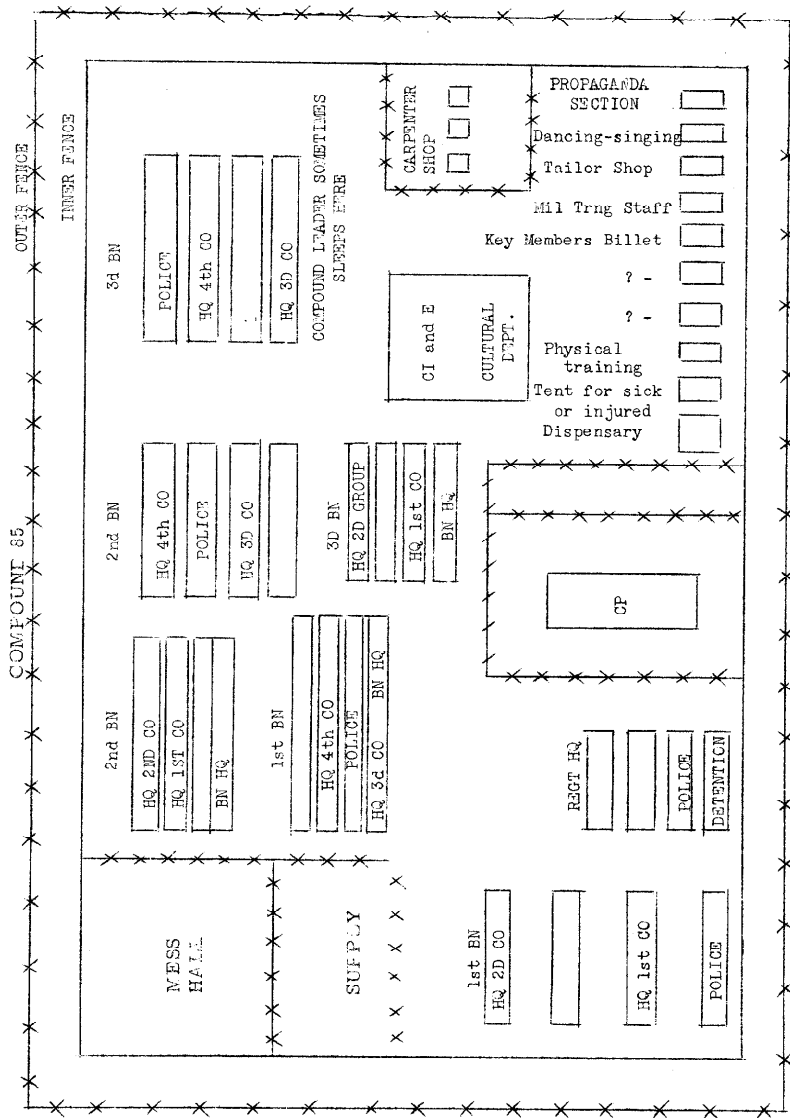 COMPOUND 85
OUTER FENCE
INNER FENCE
MESS
HALL
SUPPLY
2nd BN
HQ 2ND CO
HQ 1ST CO
BN HQ
2nd BN
HQ 4th CO
POLICE
HQ 3D CO
3d BN
POLICE
HQ 4th CO
HQ 3D CO
COMPOUND LEADER SOMETIMES
SLEEPS HERE
1st BN
HQ 4th CO
POLICE
HQ 3d CO BN HQ
3D BN
HQ 2D GROUP
HQ 1st CO
BN HQ
CARPENTER
SHOP
CI and E
CULTURAL
DEPT.
1st BN
HQ 2D CO
HQ 1st CO
POLICE
REGT HQ
POLICE
DETENTION
CP
PROPAGANDA
SECTION
Dancing-singing
Tailor Shop
Mil Trng Staff
Key Members Billet
? -
? -
Physical
training
Tent for sick
or injured
Dispensary